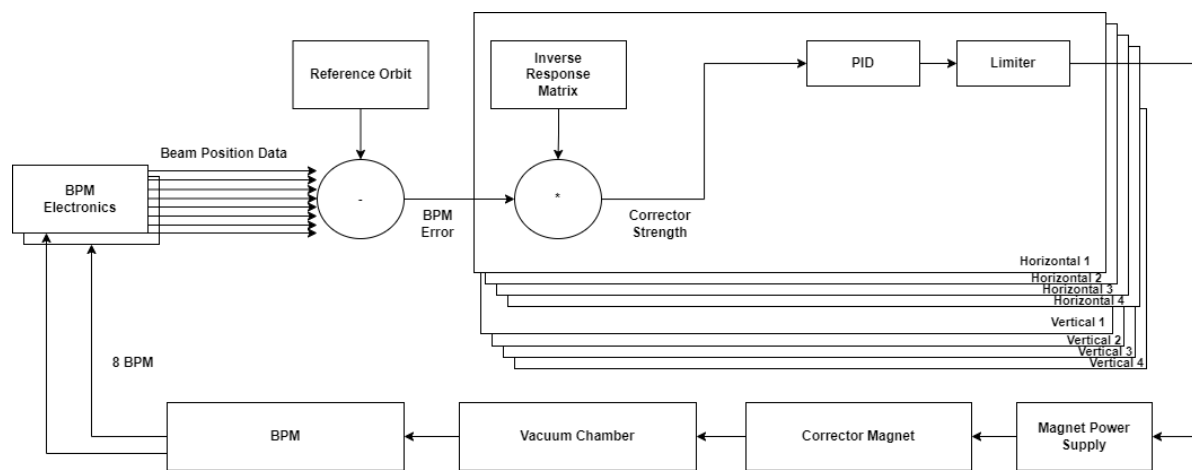 Reference Orbit
Inverse
Response
Matrix
PID
Limiter
Beam Position Data
BPM
Electronics
-
*
BPM
Error
Corrector
Strength
Horizontal 1
Horizontal 2
Horizontal 3
Horizontal 4
Vertical 1
Vertical 2
Vertical 3
Vertical 4
8 BPM
BPM
Vacuum Chamber
Corrector Magnet
Magnet Power
Supply